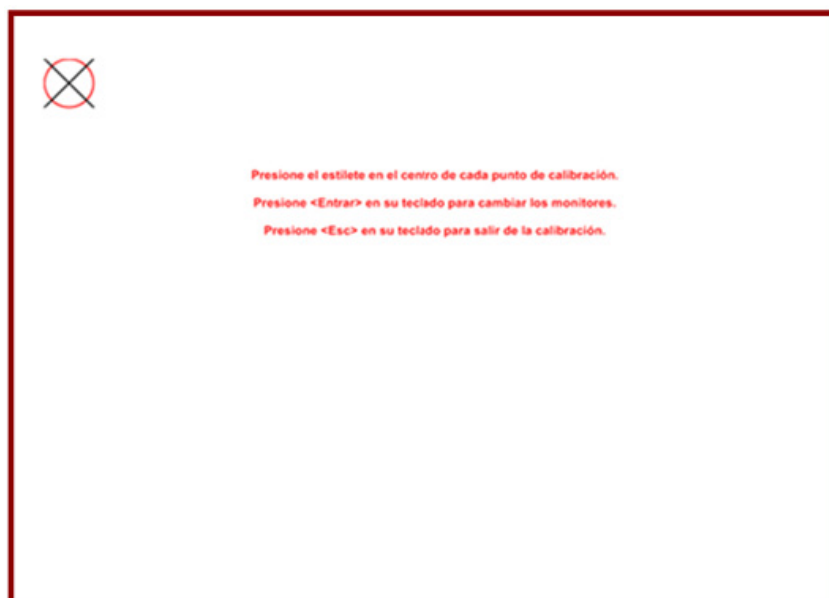 Presione el estilete en el centro de cada punto de calibración.
Presione <Entrar> en su teclado para cambiar los monitores.
Presione <Esc> en su teclado para salir de la calibración.